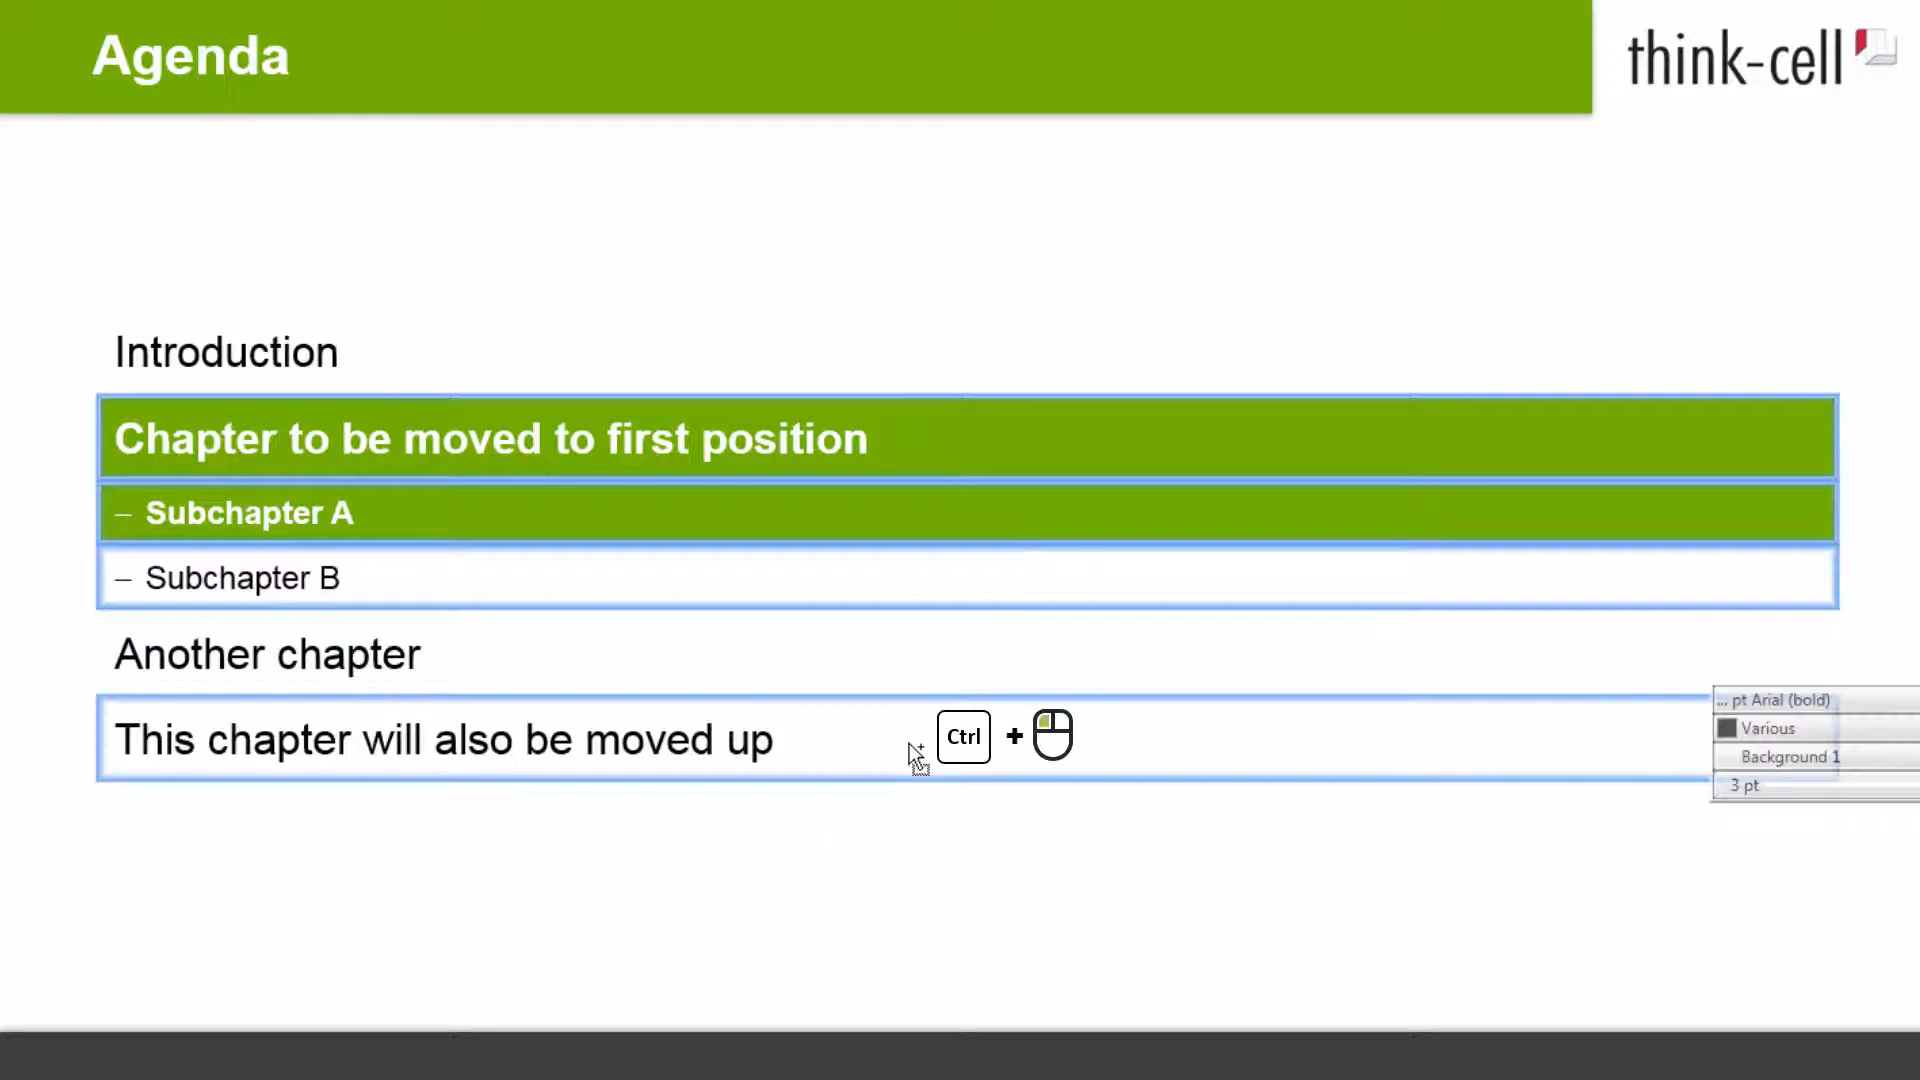 Agenda
think-cell
Introduction
Chapter to be moved to first position
– Subchapter A
– Subchapter B
Another chapter
This chapter will also be moved up
Ctrl +
... pt Arial (bold)
Various
Background 1
3 pt